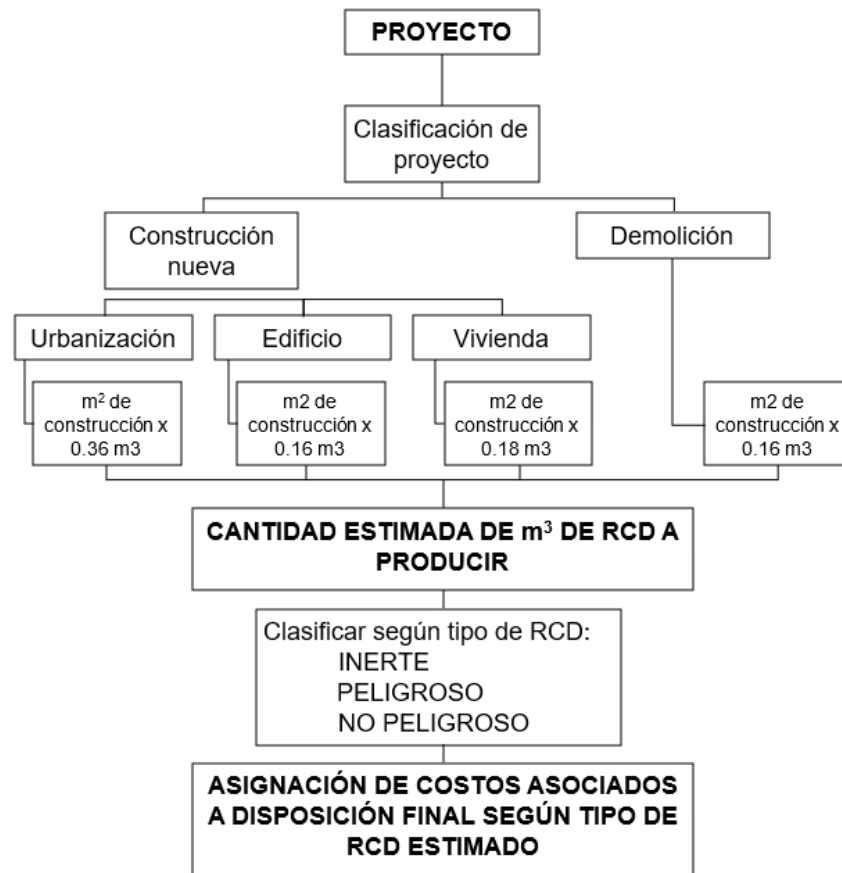 PROYECTO
Clasificación de
proyecto
Construcción
nueva
Demolición
Urbanización
Edificio
Vivienda
m² de
construcción x
0.36 m3
m2 de
construcción x
0.16 m3
m2 de
construcción x
0.18 m3
m2 de
construcción x
0.16 m3
CANTIDAD ESTIMADA DE m³ DE RCD A
PRODUCIR
Clasificar según tipo de RCD:
INERTE
PELIGROSO
NO PELIGROSO
ASIGNACIÓN DE COSTOS ASOCIADOS
A DISPOSICIÓN FINAL SEGÚN TIPO DE
RCD ESTIMADO